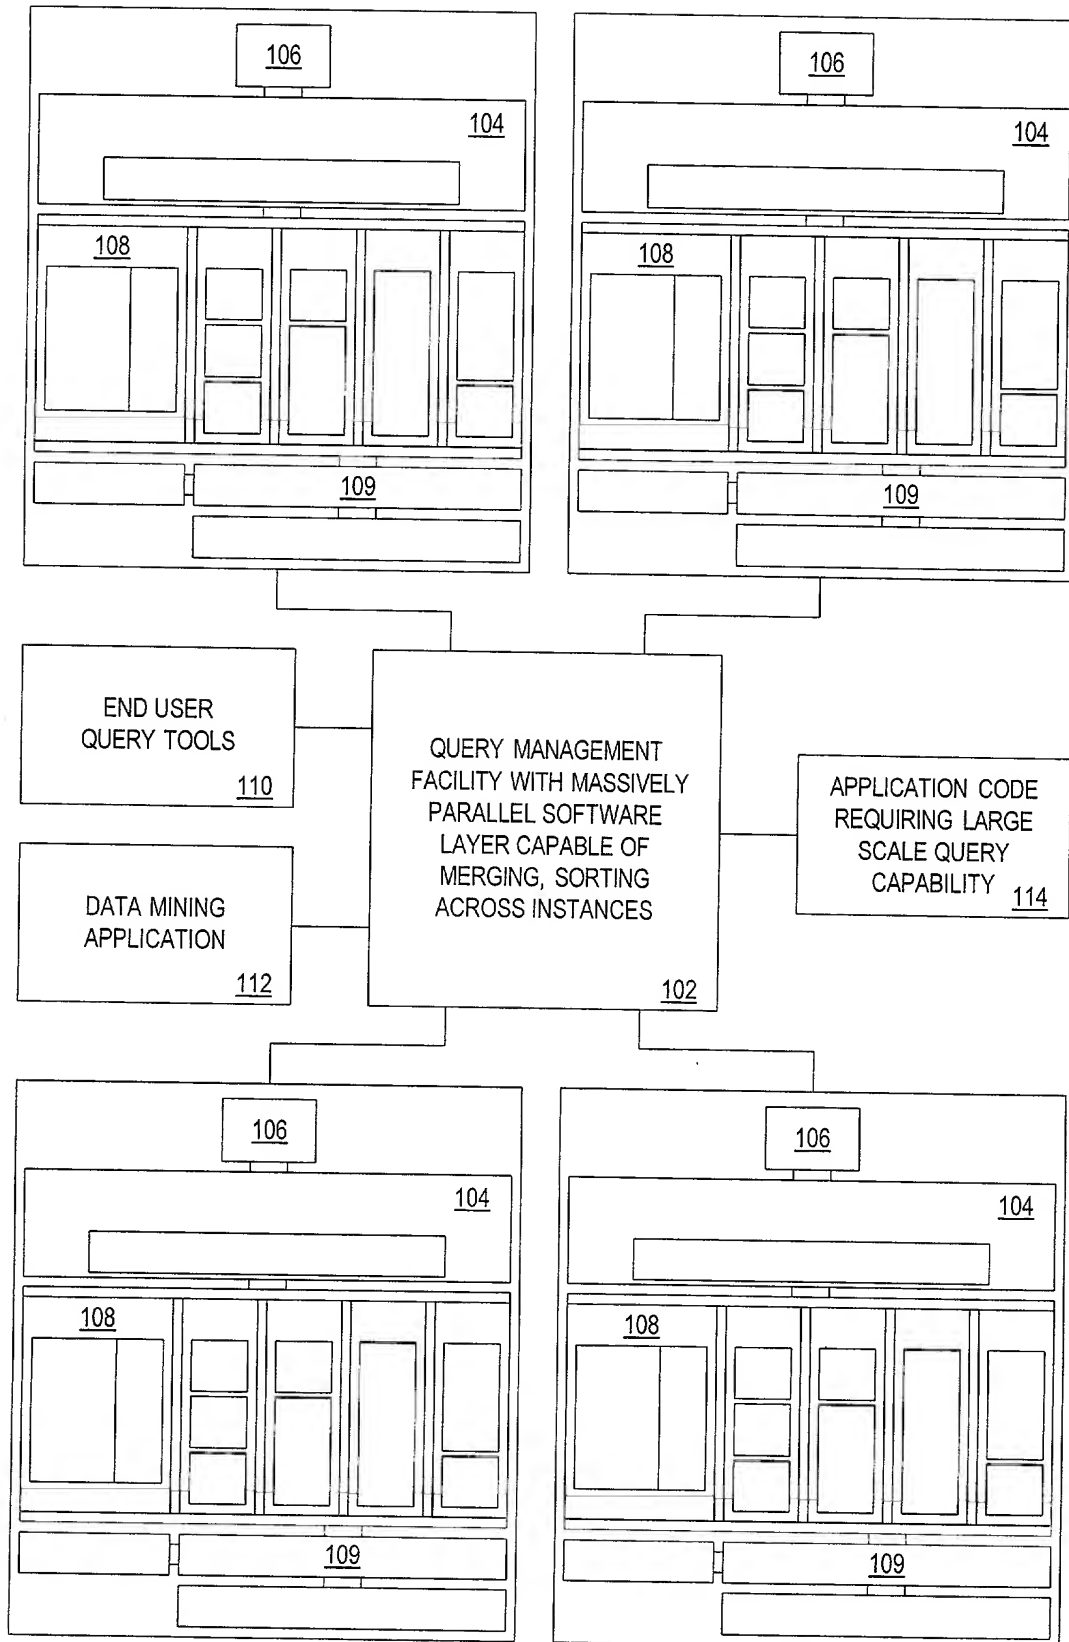 106
106
104
104
108
108
109
109
END USER
QUERY TOOLS
110
QUERY MANAGEMENT
FACILITY WITH MASSIVELY
PARALLEL SOFTWARE
LAYER CAPABLE OF
MERGING, SORTING
ACROSS INSTANCES
102
APPLICATION CODE
REQUIRING LARGE
SCALE QUERY
CAPABILITY
114
DATA MINING
APPLICATION
112
106
106
104
104
108
108
109
109